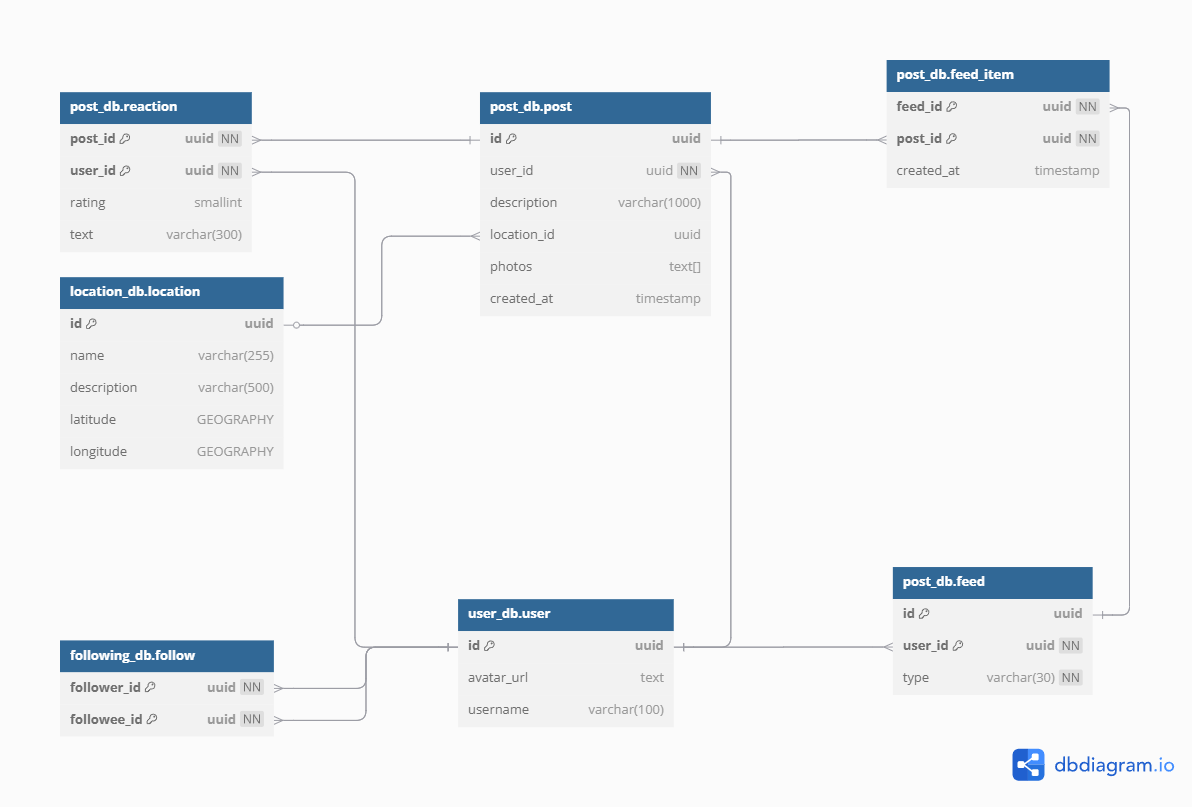 post_db.reaction
post_id uuid NN
user_id uuid NN
rating smallint
text varchar(300)
location_db.location
id uuid
name varchar(255)
description varchar(500)
latitude GEOGRAPHY
longitude GEOGRAPHY
following_db.follow
follower_id uuid NN
followee_id uuid NN
post_db.post
id uuid
user_id uuid NN
description varchar(1000)
location_id uuid
photos text[]
created_at timestamp
user_db.user
id uuid
avatar_url text
username varchar(100)
post_db.feed_item
feed_id uuid NN
post_id uuid NN
created_at timestamp
post_db.feed
id uuid
user_id uuid NN
type varchar(30) NN
dbdiagram.io